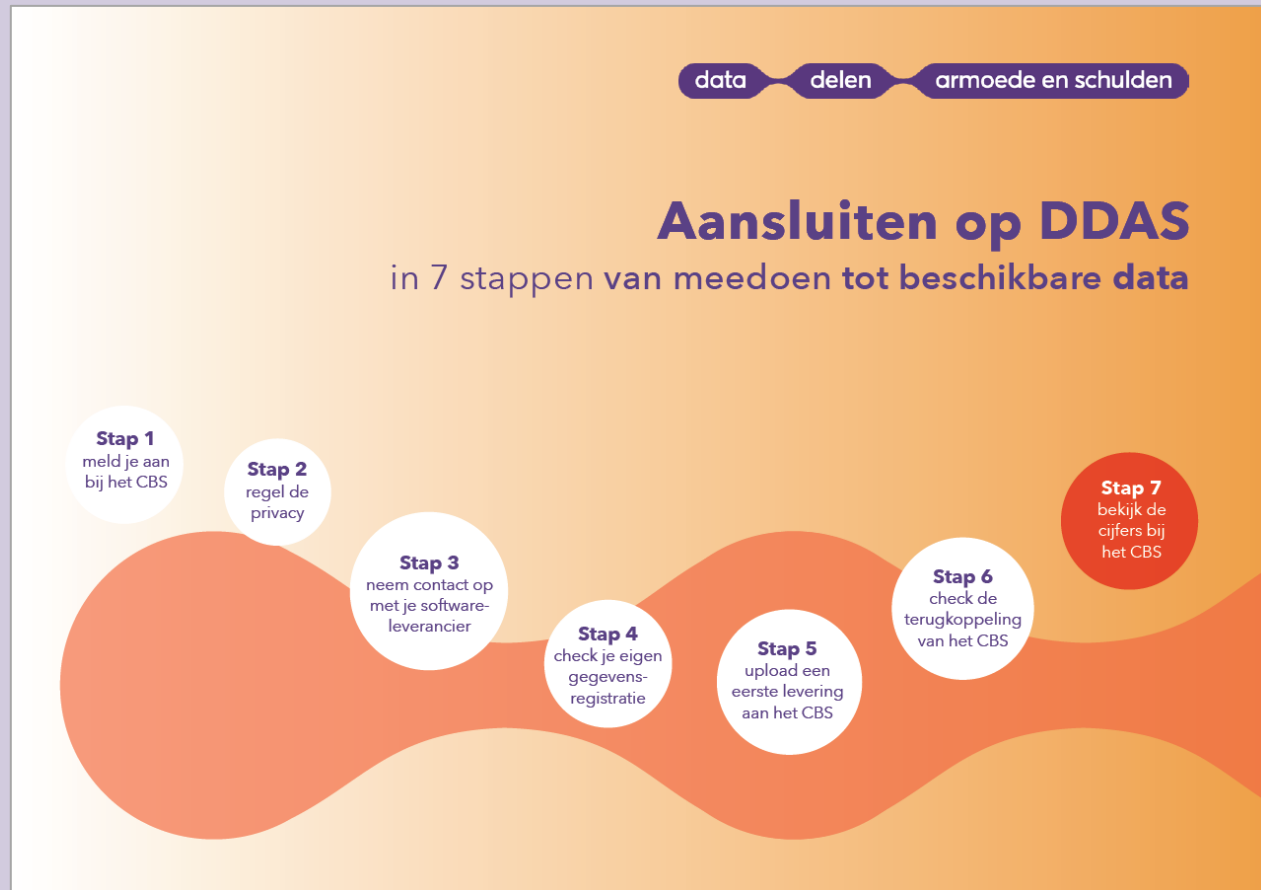 data delen armoede en schulden
Aansluiten op DDAS
in 7 stappen van meedoen tot beschikbare data
Stap 1
meld je aan
bij het CBS
Stap 2
regel de
privacy
Stap 3
neem contact op
met je software-
leverancier
Stap 4
check je eigen
gegevens-
registratie
Stap 5
upload een
eerste levering
aan het CBS
Stap 6
check de
terugkoppeling
van het CBS
Stap 7
bekijk de
cijfers bij
het CBS